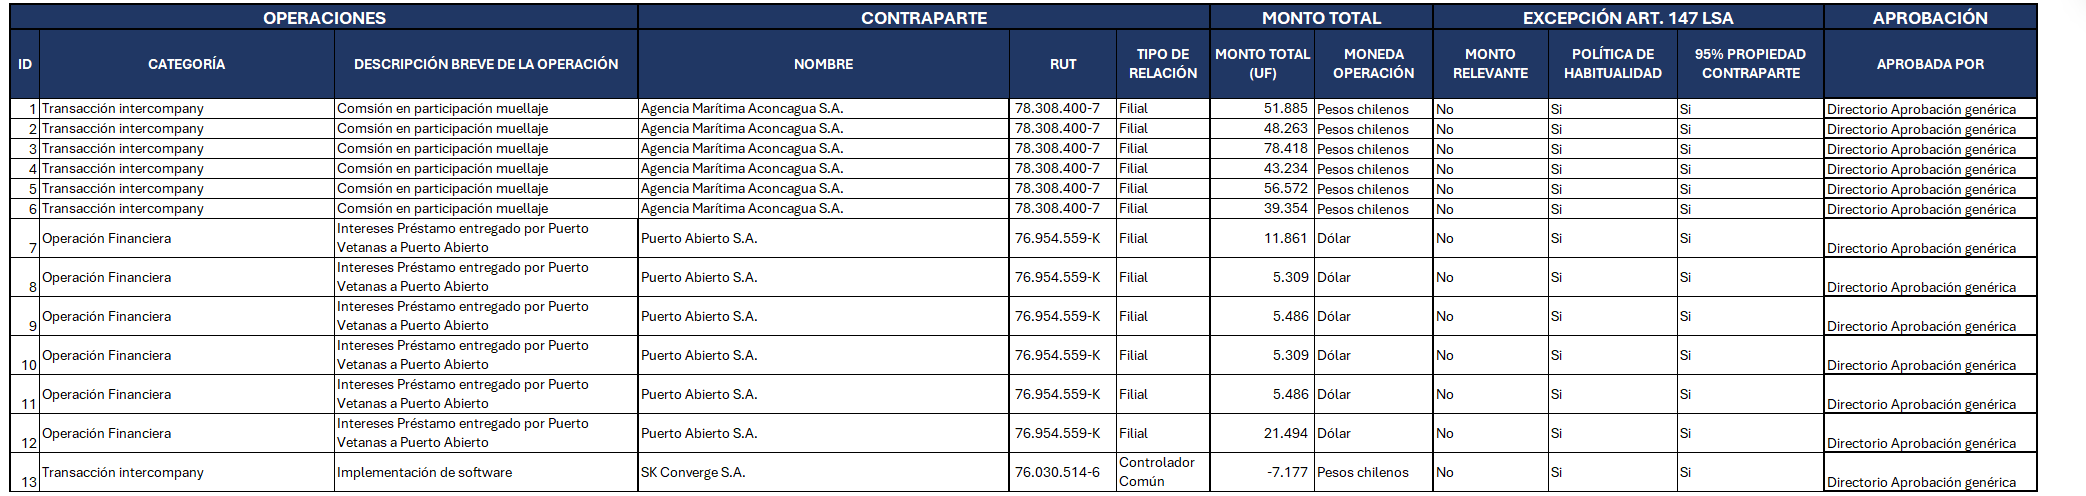 OPERACIONES CONTRAPARTE MONTO TOTAL EXCEPCIÓN ART. 147 LSA APROBACIÓN
ID CATEGORÍA DESCRIPCIÓN BREVE DE LA OPERACIÓN NOMBRE RUT TIPO DE RELACIÓN MONTO TOTAL (UF) MONEDA OPERACIÓN MONTO RELEVANTE POLÍTICA DE HABITUALIDAD 95% PROPIEDAD CONTRAPARTE APROBADA POR
1 Transacción intercompany Comsión en participación muellaje Agencia Marítima Aconcagua S.A. 78.308.400-7 Filial 51.885 Pesos chilenos No Si Si Directorio Aprobación genérica
2 Transacción intercompany Comsión en participación muellaje Agencia Marítima Aconcagua S.A. 78.308.400-7 Filial 48.263 Pesos chilenos No Si Si Directorio Aprobación genérica
3 Transacción intercompany Comsión en participación muellaje Agencia Marítima Aconcagua S.A. 78.308.400-7 Filial 78.418 Pesos chilenos No Si Si Directorio Aprobación genérica
4 Transacción intercompany Comsión en participación muellaje Agencia Marítima Aconcagua S.A. 78.308.400-7 Filial 43.234 Pesos chilenos No Si Si Directorio Aprobación genérica
5 Transacción intercompany Comsión en participación muellaje Agencia Marítima Aconcagua S.A. 78.308.400-7 Filial 56.572 Pesos chilenos No Si Si Directorio Aprobación genérica
6 Transacción intercompany Comsión en participación muellaje Agencia Marítima Aconcagua S.A. 78.308.400-7 Filial 39.354 Pesos chilenos No Si Si Directorio Aprobación genérica
7 Operación Financiera Intereses Préstamo entregado por Puerto Vetanas a Puerto Abierto Puerto Abierto S.A. 76.954.559-K Filial 11.861 Dólar No Si Si Directorio Aprobación genérica
8 Operación Financiera Intereses Préstamo entregado por Puerto Vetanas a Puerto Abierto Puerto Abierto S.A. 76.954.559-K Filial 5.309 Dólar No Si Si Directorio Aprobación genérica
9 Operación Financiera Intereses Préstamo entregado por Puerto Vetanas a Puerto Abierto Puerto Abierto S.A. 76.954.559-K Filial 5.486 Dólar No Si Si Directorio Aprobación genérica
10 Operación Financiera Intereses Préstamo entregado por Puerto Vetanas a Puerto Abierto Puerto Abierto S.A. 76.954.559-K Filial 5.309 Dólar No Si Si Directorio Aprobación genérica
11 Operación Financiera Intereses Préstamo entregado por Puerto Vetanas a Puerto Abierto Puerto Abierto S.A. 76.954.559-K Filial 5.486 Dólar No Si Si Directorio Aprobación genérica
12 Operación Financiera Intereses Préstamo entregado por Puerto Vetanas a Puerto Abierto Puerto Abierto S.A. 76.954.559-K Filial 21.494 Dólar No Si Si Directorio Aprobación genérica
13 Transacción intercompany Implementación de software SK Converge S.A. 76.030.514-6 Controlador Común -7.177 Pesos chilenos No Si Si Directorio Aprobación genérica